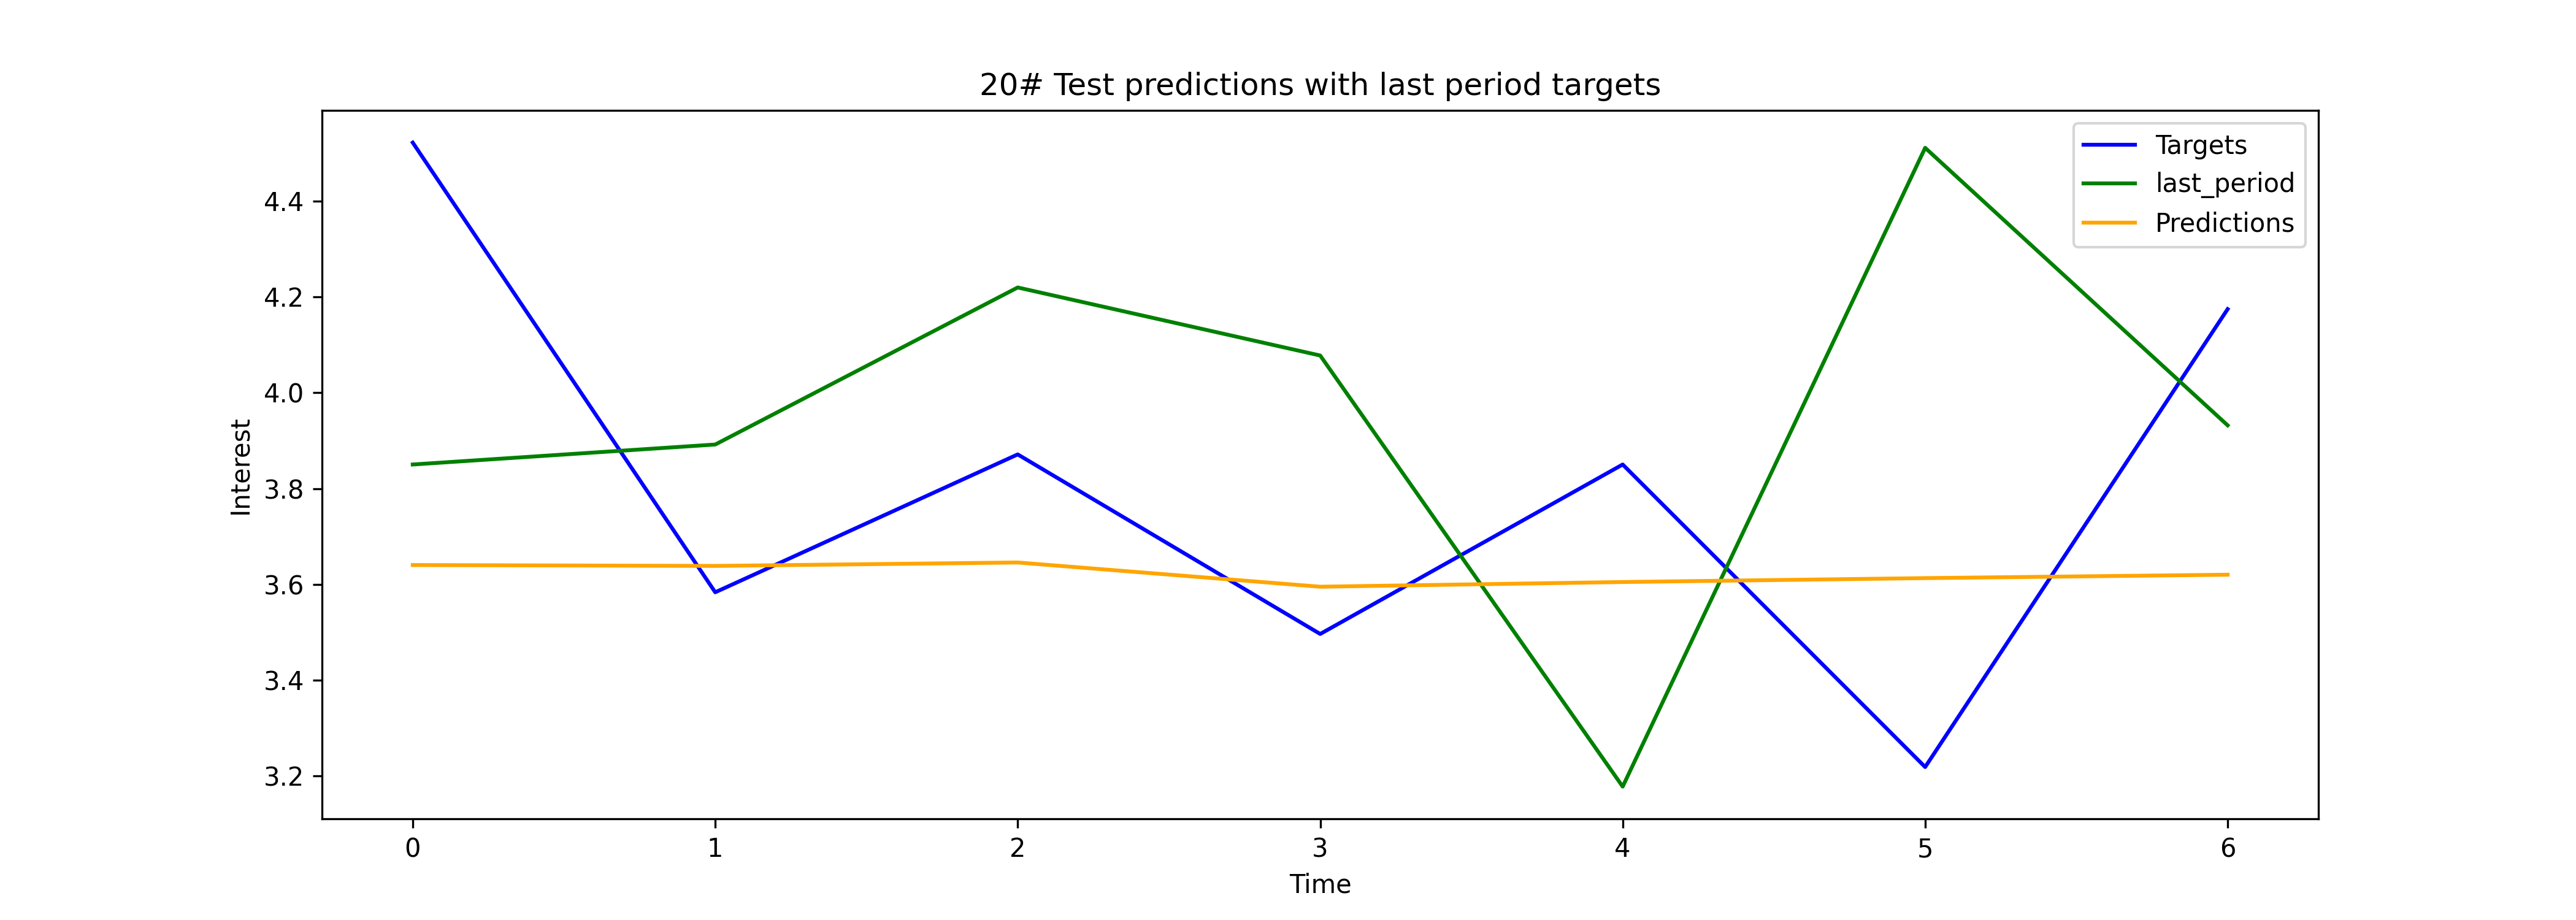 20# Test predictions with last period targets
Targets
last_period
Predictions
Interest
4.4
4.2
4.0
3.8
3.6
3.4
3.2
0 1 2 3 4 5 6
Time